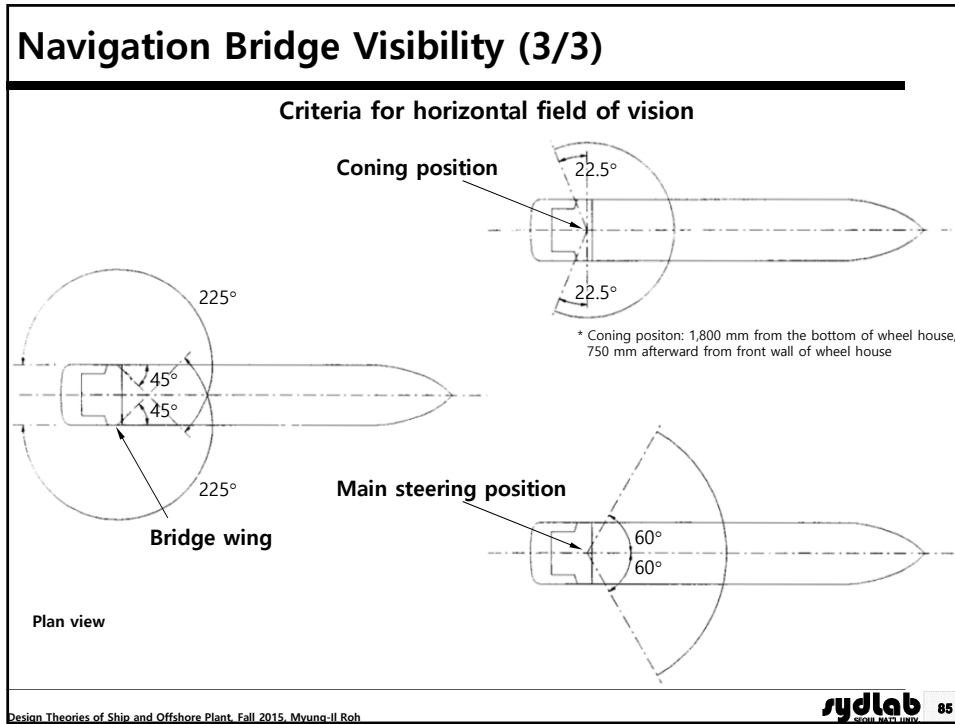 Navigation Bridge Visibility (3/3)
Criteria for horizontal field of vision
Coning position
22.5°
22.5°
* Coning positon: 1,800 mm from the bottom of wheel house,
750 mm afterward from front wall of wheel house
225°
45°
45°
225°
Bridge wing
Main steering position
60°
60°
Plan view
Design Theories of Ship and Offshore Plant, Fall 2015, Myung-Il Roh
sydlab
SEOUL NAT'L UNIV.
85